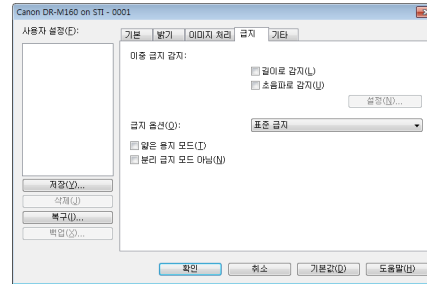 Canon DR-M160 on STI - 0001
사용자 설정(F):
기본 밝기 이미지 처리 급지 기타
이중 급지 감지:
길이로 감지(L)
초음파로 감지(U)
설정(N)...
급지 옵션(O): 표준 급지
얇은 용지 모드(T)
분리 급지 모드 아님(N)
저장(Y)...
삭제(J)
복구(I)...
백업(X)...
확인 취소 기본값(D) 도움말(H)